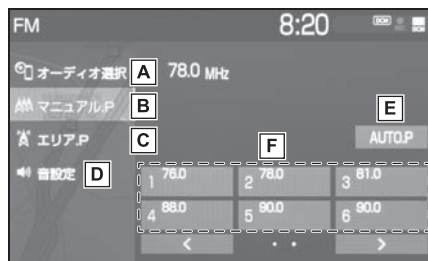 FM 8:20 DCM DCM
オーディオ選択 A 78.0 MHz
マニュアル.P B E
エリア.P C F AUTO.P
音設定 D
1 76.0 2 78.0 3 81.0
4 88.0 5 90.0 6 90.0
< • • >